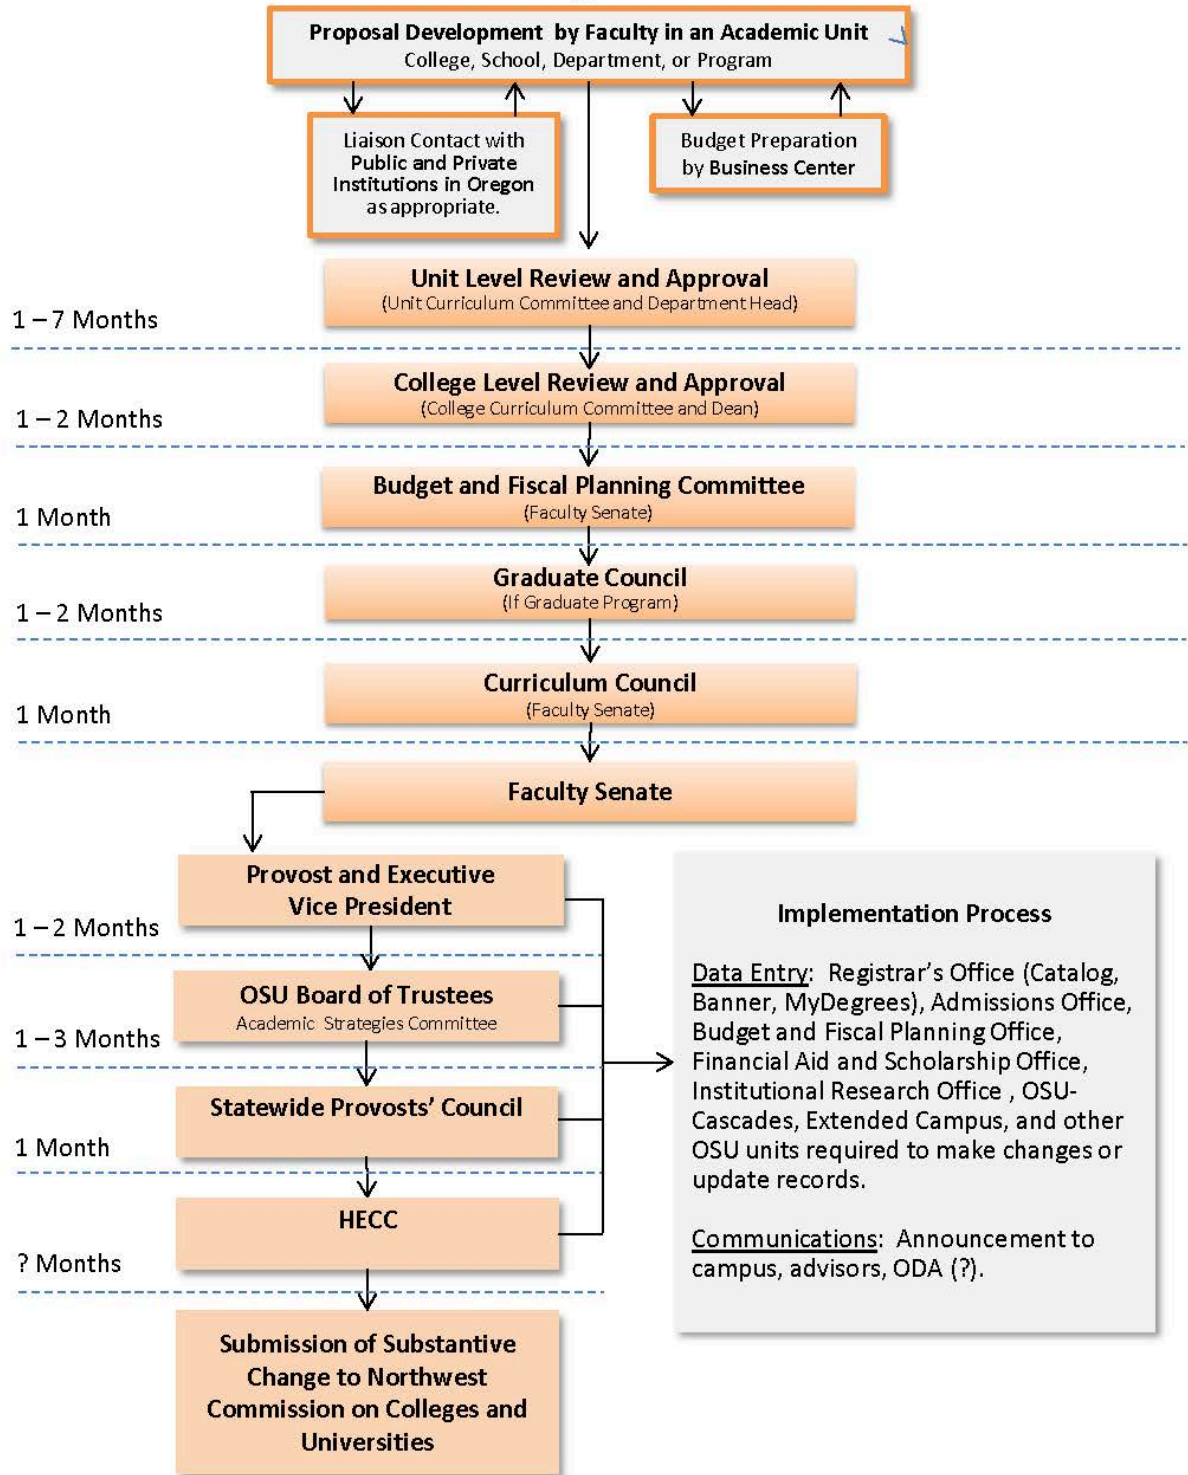 Proposal Development by Faculty in an Academic Unit
College, School, Department, or Program
Liaison Contact with
Public and Private
Institutions in Oregon
as appropriate.
Budget Preparation
by Business Center
Unit Level Review and Approval
(Unit Curriculum Committee and Department Head)
1 – 7 Months
College Level Review and Approval
(College Curriculum Committee and Dean)
1 – 2 Months
Budget and Fiscal Planning Committee
(Faculty Senate)
1 Month
Graduate Council
(If Graduate Program)
1 – 2 Months
Curriculum Council
(Faculty Senate)
1 Month
Faculty Senate
Provost and Executive
Vice President
1 – 2 Months
OSU Board of Trustees
Academic Strategies Committee
1 – 3 Months
Statewide Provosts’ Council
1 Month
HECC
? Months
Submission of Substantive
Change to Northwest
Commission on Colleges and
Universities
Implementation Process
Data Entry: Registrar’s Office (Catalog,
Banner, MyDegrees), Admissions Office,
Budget and Fiscal Planning Office,
Financial Aid and Scholarship Office,
Institutional Research Office , OSU-
Cascades, Extended Campus, and other
OSU units required to make changes or
update records.
Communications: Announcement to
campus, advisors, ODA (?).